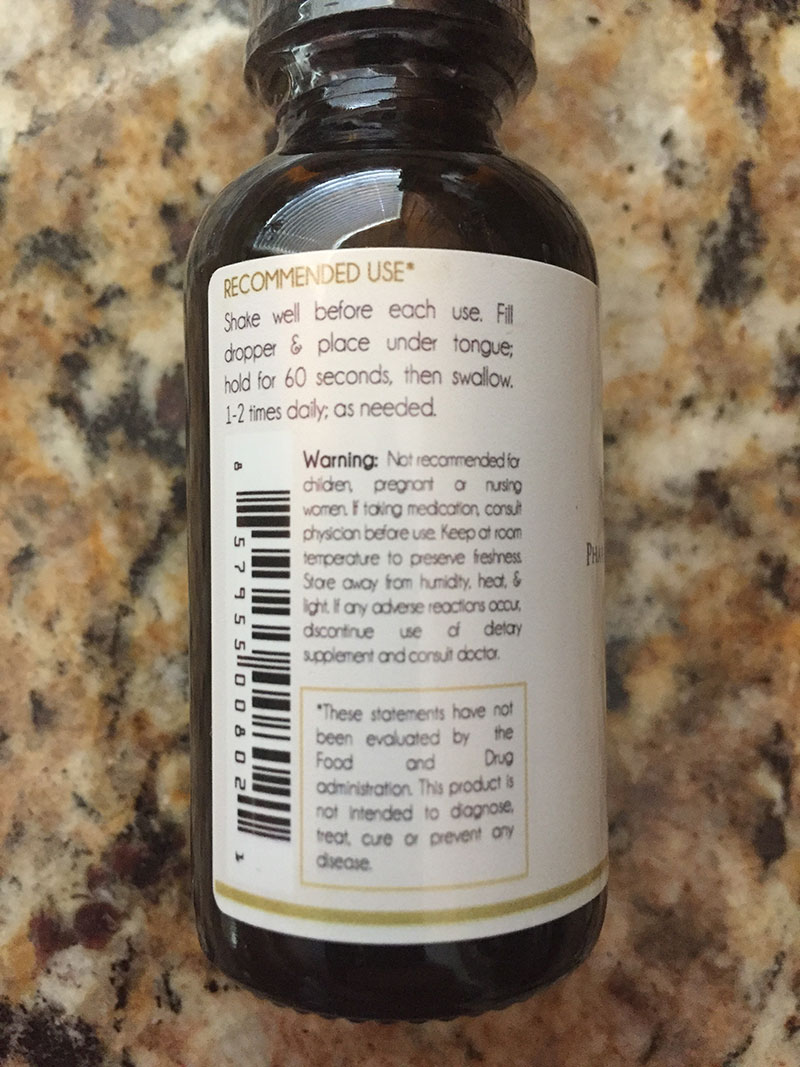 RECOMMENDED USE*
Shake well before each use. Fill
dropper & place under tongue;
hold for 60 seconds, then swallow.
1-2 times daily; as needed.
Warning: Not recommended for
children, pregnant or nursing
women. If taking medication, consult
physician before use. Keep at room
temperature to preserve freshness.
Store away from humidity, heat, &
light. If any adverse reactions occur,
discontinue use of dietary
supplement and consult doctor.
8 57955 00802 1
*These statements have not
been evaluated by the
Food and Drug
administration. This product is
not intended to diagnose,
treat, cure or prevent any
disease.